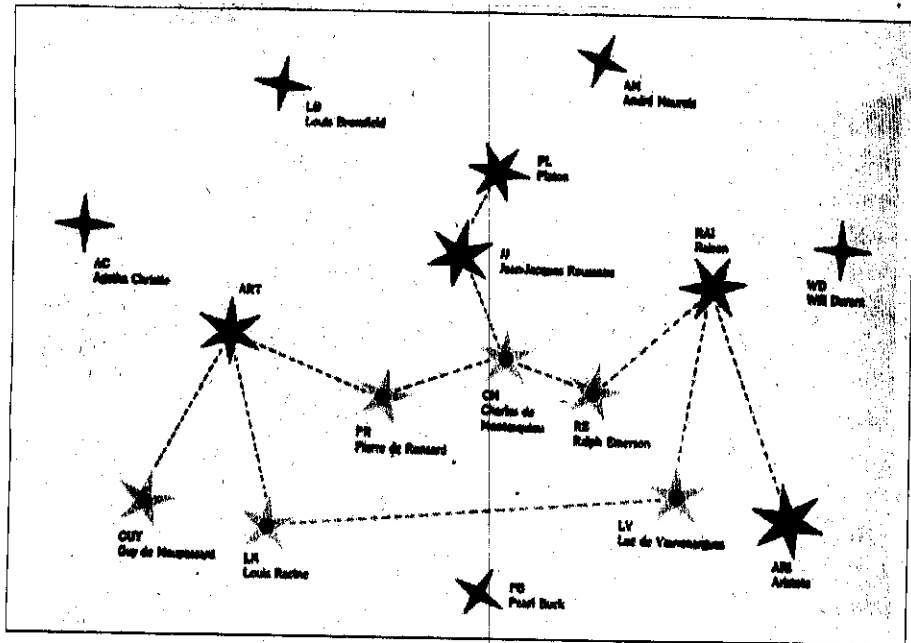 LB
Louis Bromfield
AM
André Maurois
PL
Platon
AC
Agatha Christie
JJ
Jean-Jacques Rousseau
RAI
Raison
WD
Will Durant
ART
PR
Pierre de Ronsard
CM
Charles de
Montesquieu
RE
Ralph Emerson
GUY
Guy de Maupassant
LR
Louis Racine
LV
Luc de Vauvenargues
ARI
Aristote
PB
Pearl Buck